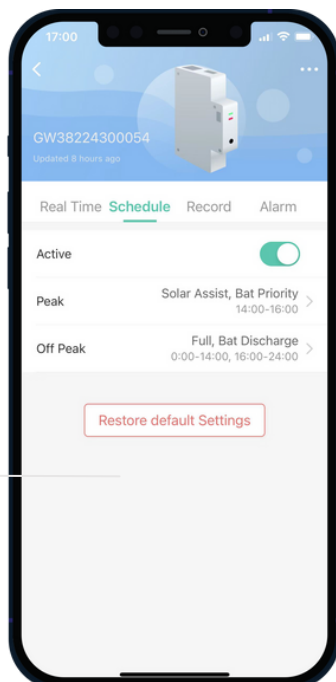 17:00
GW38224300054
Updated 8 hours ago
Real Time Schedule Record Alarm
Active
Peak Solar Assist, Bat Priority
14:00-16:00
Off Peak Full, Bat Discharge
0:00-14:00, 16:00-24:00
Restore default Settings